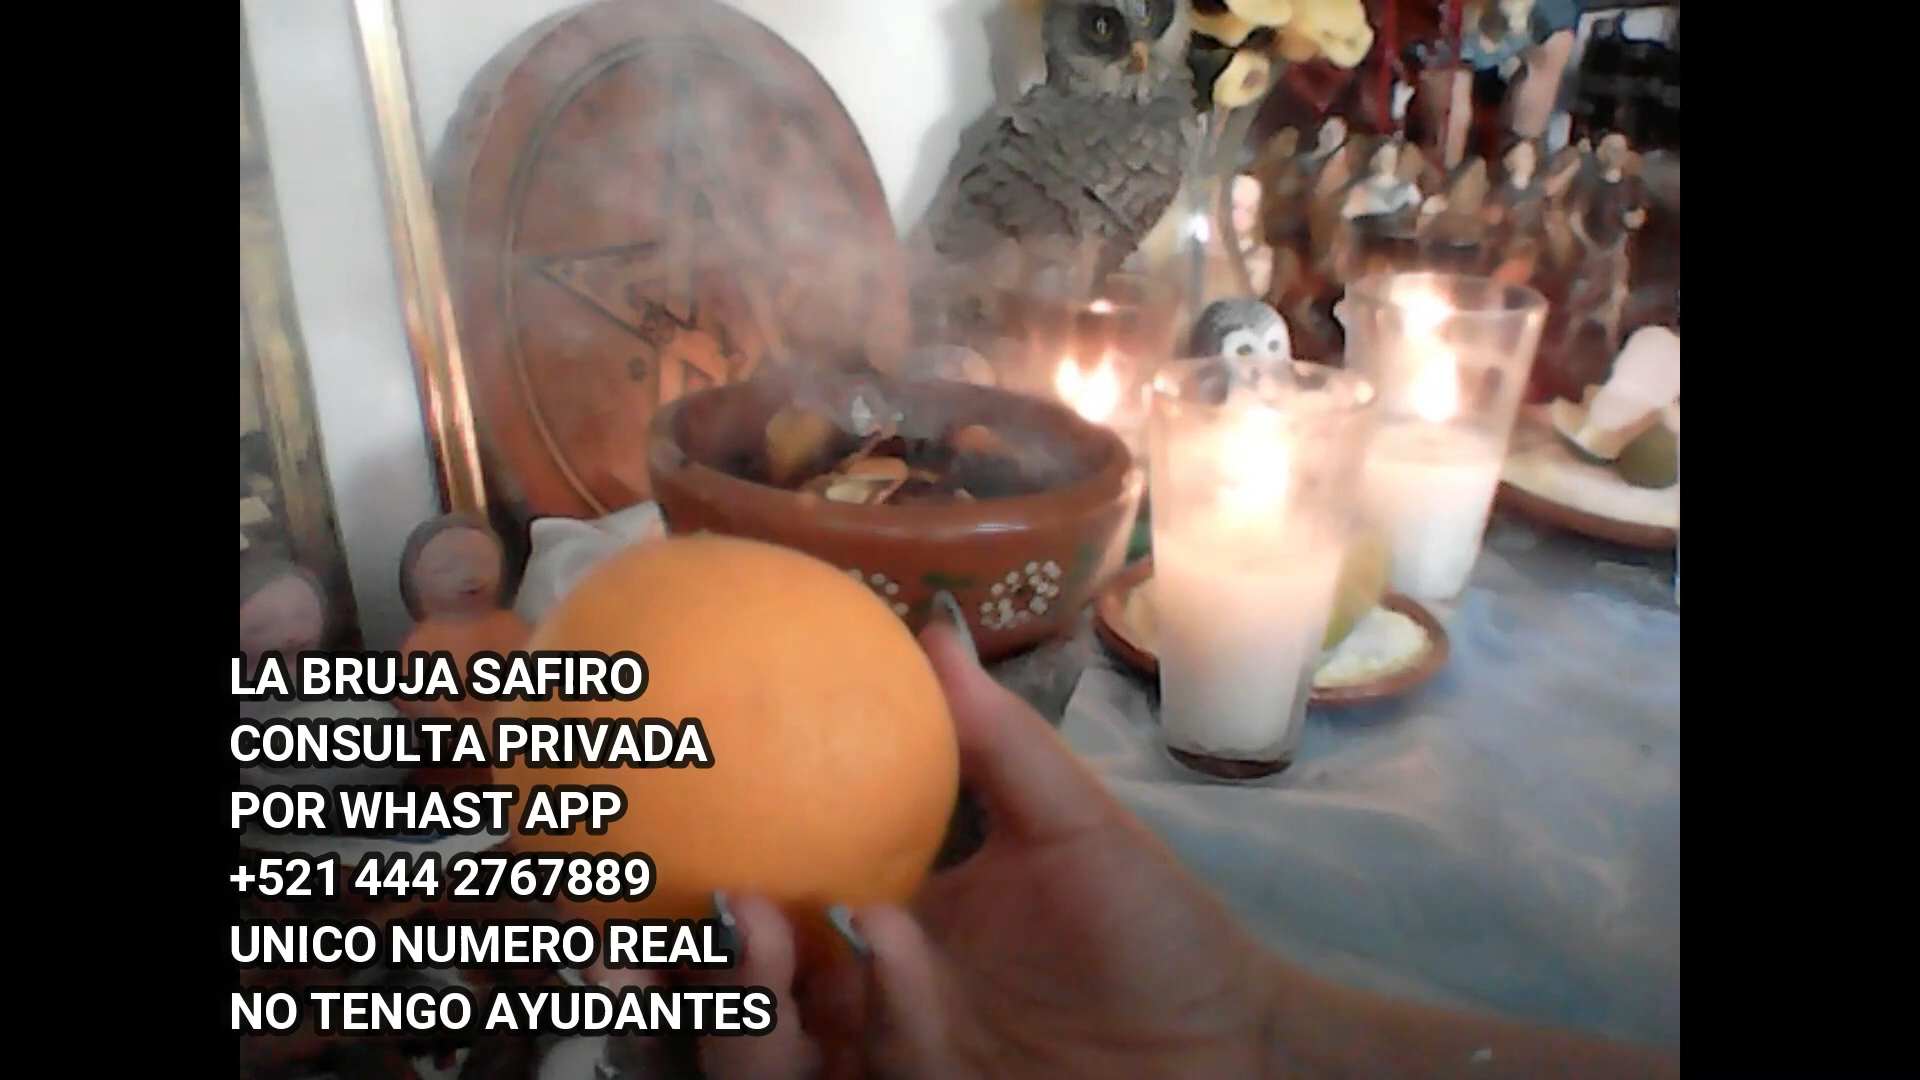 LA BRUJA SAFIRO
CONSULTA PRIVADA
POR WHAST APP
+521 444 2767889
UNICO NUMERO REAL
NO TENGO AYUDANTES